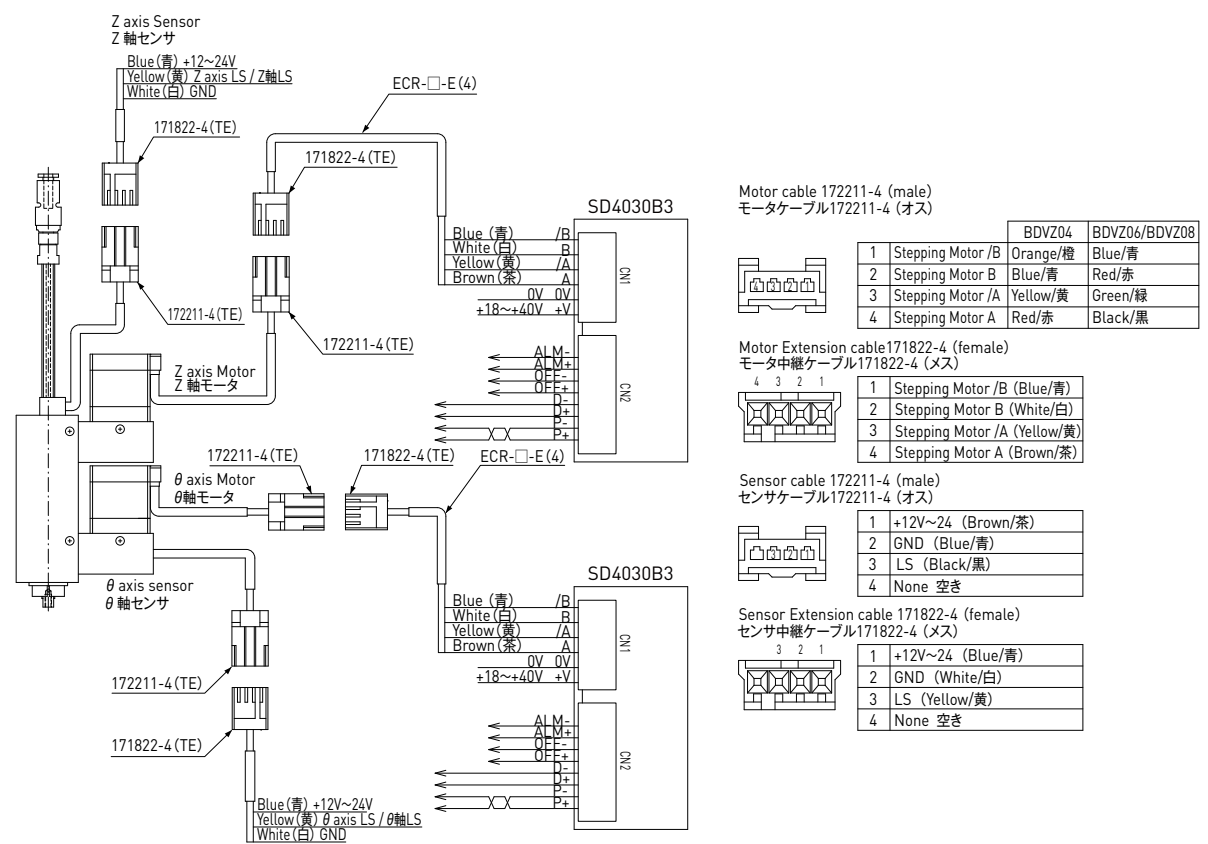 Z axis Sensor
Z 軸センサ
Blue(青) +12~24V
Yellow(黄) Z axis LS / Z軸LS
White(白) GND
171822-4(TE)
172211-4(TE)
ECR-□-E(4)
171822-4(TE)
172211-4(TE)
Z axis Motor
Z 軸モータ
SD4030B3
Blue (青) /B
White(白) B
Yellow(黄) /A
Brown(茶) A
0V 0V
+18~+40V +V
CN1
ALM-
ALM+
OFF-
OFF+
D-
D+
P-
P+
CN2
172211-4(TE)
171822-4(TE)
ECR-□-E(4)
θ axis Motor
θ軸モータ
θ axis sensor
θ 軸センサ
172211-4(TE)
171822-4(TE)
Blue(青) +12V~24V
Yellow(黄) θ axis LS / θ軸LS
White(白) GND
SD4030B3
Blue (青) /B
White(白) B
Yellow(黄) /A
Brown(茶) A
0V 0V
+18~+40V +V
CN1
ALM-
ALM+
OFF-
OFF+
D-
D+
P-
P+
CN2
Motor cable 172211-4 (male)
モータケーブル172211-4 (オス)
4 3 2 1
BDVZ04 BDVZ06/BDVZ08
1 Stepping Motor /B Orange/橙 Blue/青
2 Stepping Motor B Blue/青 Red/赤
3 Stepping Motor /A Yellow/黄 Green/緑
4 Stepping Motor A Red/赤 Black/黒
Motor Extension cable171822-4 (female)
モータ中継ケーブル171822-4 (メス)
4 3 2 1
1 Stepping Motor /B (Blue/青)
2 Stepping Motor B (White/白)
3 Stepping Motor /A (Yellow/黄)
4 Stepping Motor A (Brown/茶)
Sensor cable 172211-4 (male)
センサケーブル172211-4 (オス)
3 2 1
1 +12V~24 (Brown/茶)
2 GND (Blue/青)
3 LS (Black/黒)
4 None 空き
Sensor Extension cable 171822-4 (female)
センサ中継ケーブル171822-4 (メス)
3 2 1
1 +12V~24 (Blue/青)
2 GND (White/白)
3 LS (Yellow/黄)
4 None 空き